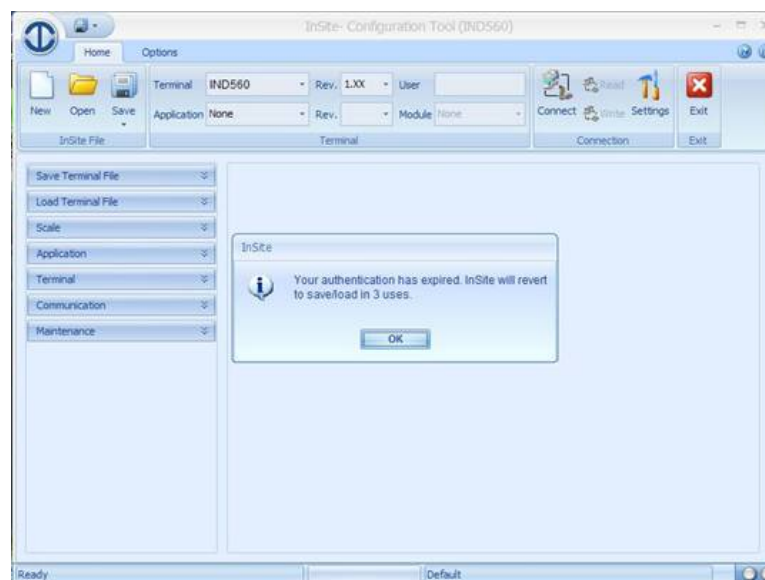 InSite- Configuration Tool (IND560)
Home Options
Terminal IND560 Rev. 1.XX User
New Open Save Application None Rev. Module None Connect Read Write Settings Exit
InSite File Terminal Connection Exit
Save Terminal File
Load Terminal File
Scale
Application
Terminal
Communication
Maintenance
InSite
Your authentication has expired. InSite will revert
to save/load in 3 uses.
OK
Ready Default